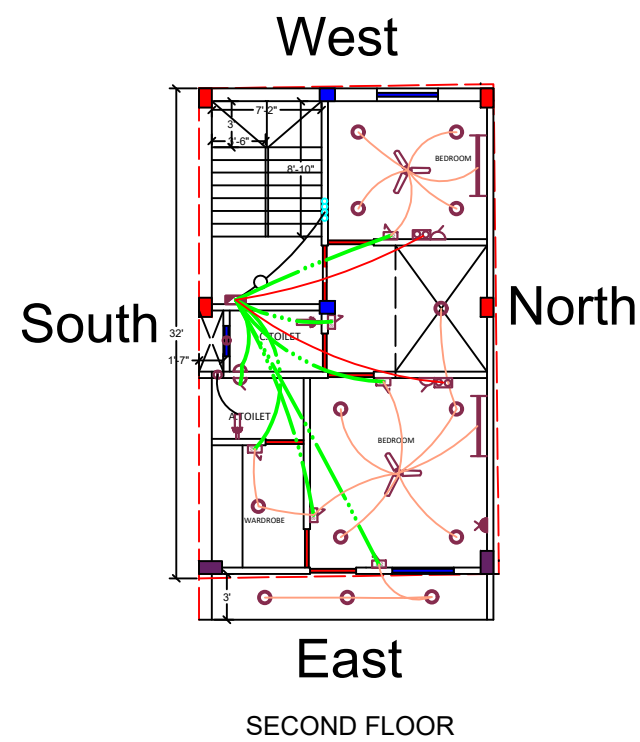 West
7'-2"
3'
3'-6"
8'-10"
BEDROOM
South
North
32'
C.TOILET
1'-7"
A.TOILET
BEDROOM
WARDROBE
3'
East
SECOND FLOOR